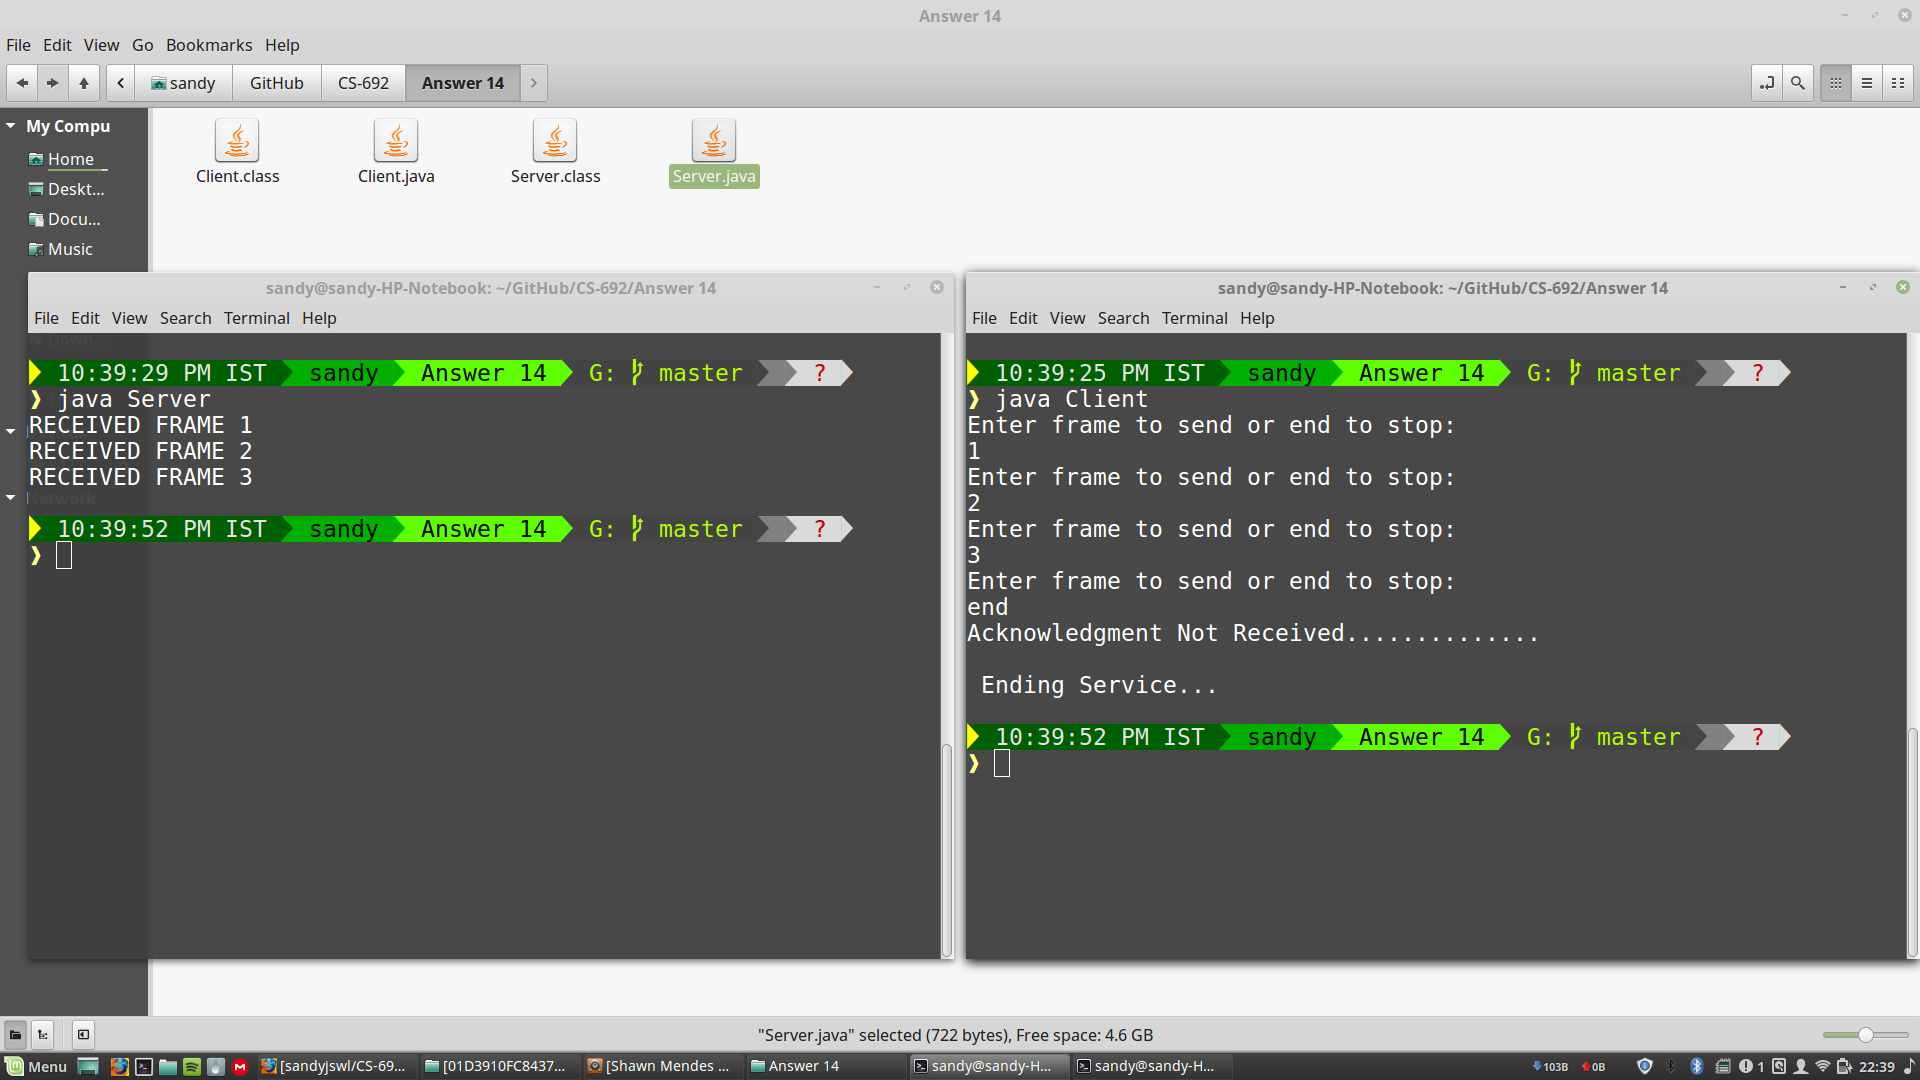 Answer 14
File Edit View Go Bookmarks Help
sandy GitHub CS-692 Answer 14
My Compu
Home
Deskt...
Docu...
Music
Network
Client.class Client.java Server.class Server.java
sandy@sandy-HP-Notebook: ~/GitHub/CS-692/Answer 14
File Edit View Search Terminal Help
10:39:29 PM IST sandy Answer 14 G: master ?
❱ java Server
RECEIVED FRAME 1
RECEIVED FRAME 2
RECEIVED FRAME 3
10:39:52 PM IST sandy Answer 14 G: master ?
❱
sandy@sandy-HP-Notebook: ~/GitHub/CS-692/Answer 14
File Edit View Search Terminal Help
10:39:25 PM IST sandy Answer 14 G: master ?
❱ java Client
Enter frame to send or end to stop:
1
Enter frame to send or end to stop:
2
Enter frame to send or end to stop:
3
Enter frame to send or end to stop:
end
Acknowledgment Not Received..............
Ending Service...
10:39:52 PM IST sandy Answer 14 G: master ?
❱
"Server.java" selected (722 bytes), Free space: 4.6 GB
Menu [sandyjswl/CS-69... [01D3910FC8437... [Shawn Mendes ... Answer 14 sandy@sandy-H... sandy@sandy-H... 103B 0B 1 22:39